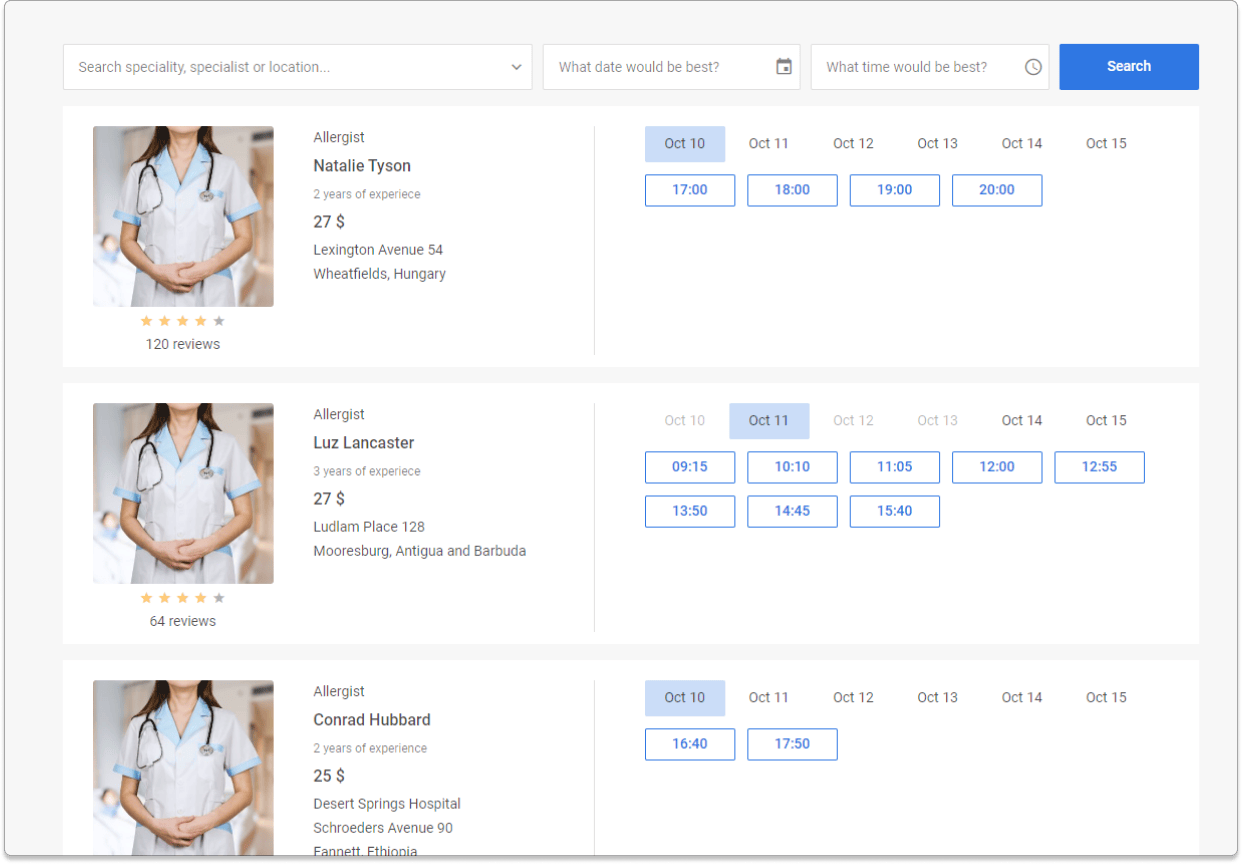 Search speciality, specialist or location...
What date would be best?
What time would be best?
Search
Allergist
Natalie Tyson
2 years of experiece
27 $
Lexington Avenue 54
Wheatfields, Hungary
120 reviews
Oct 10 Oct 11 Oct 12 Oct 13 Oct 14 Oct 15
17:00 18:00 19:00 20:00
Allergist
Luz Lancaster
3 years of experiece
27 $
Ludlam Place 128
Mooresburg, Antigua and Barbuda
64 reviews
Oct 10 Oct 11 Oct 12 Oct 13 Oct 14 Oct 15
09:15 10:10 11:05 12:00 12:55
13:50 14:45 15:40
Allergist
Conrad Hubbard
2 years of experience
25 $
Desert Springs Hospital
Schroeders Avenue 90
Fannett, Ethiopia
Oct 10 Oct 11 Oct 12 Oct 13 Oct 14 Oct 15
16:40 17:50